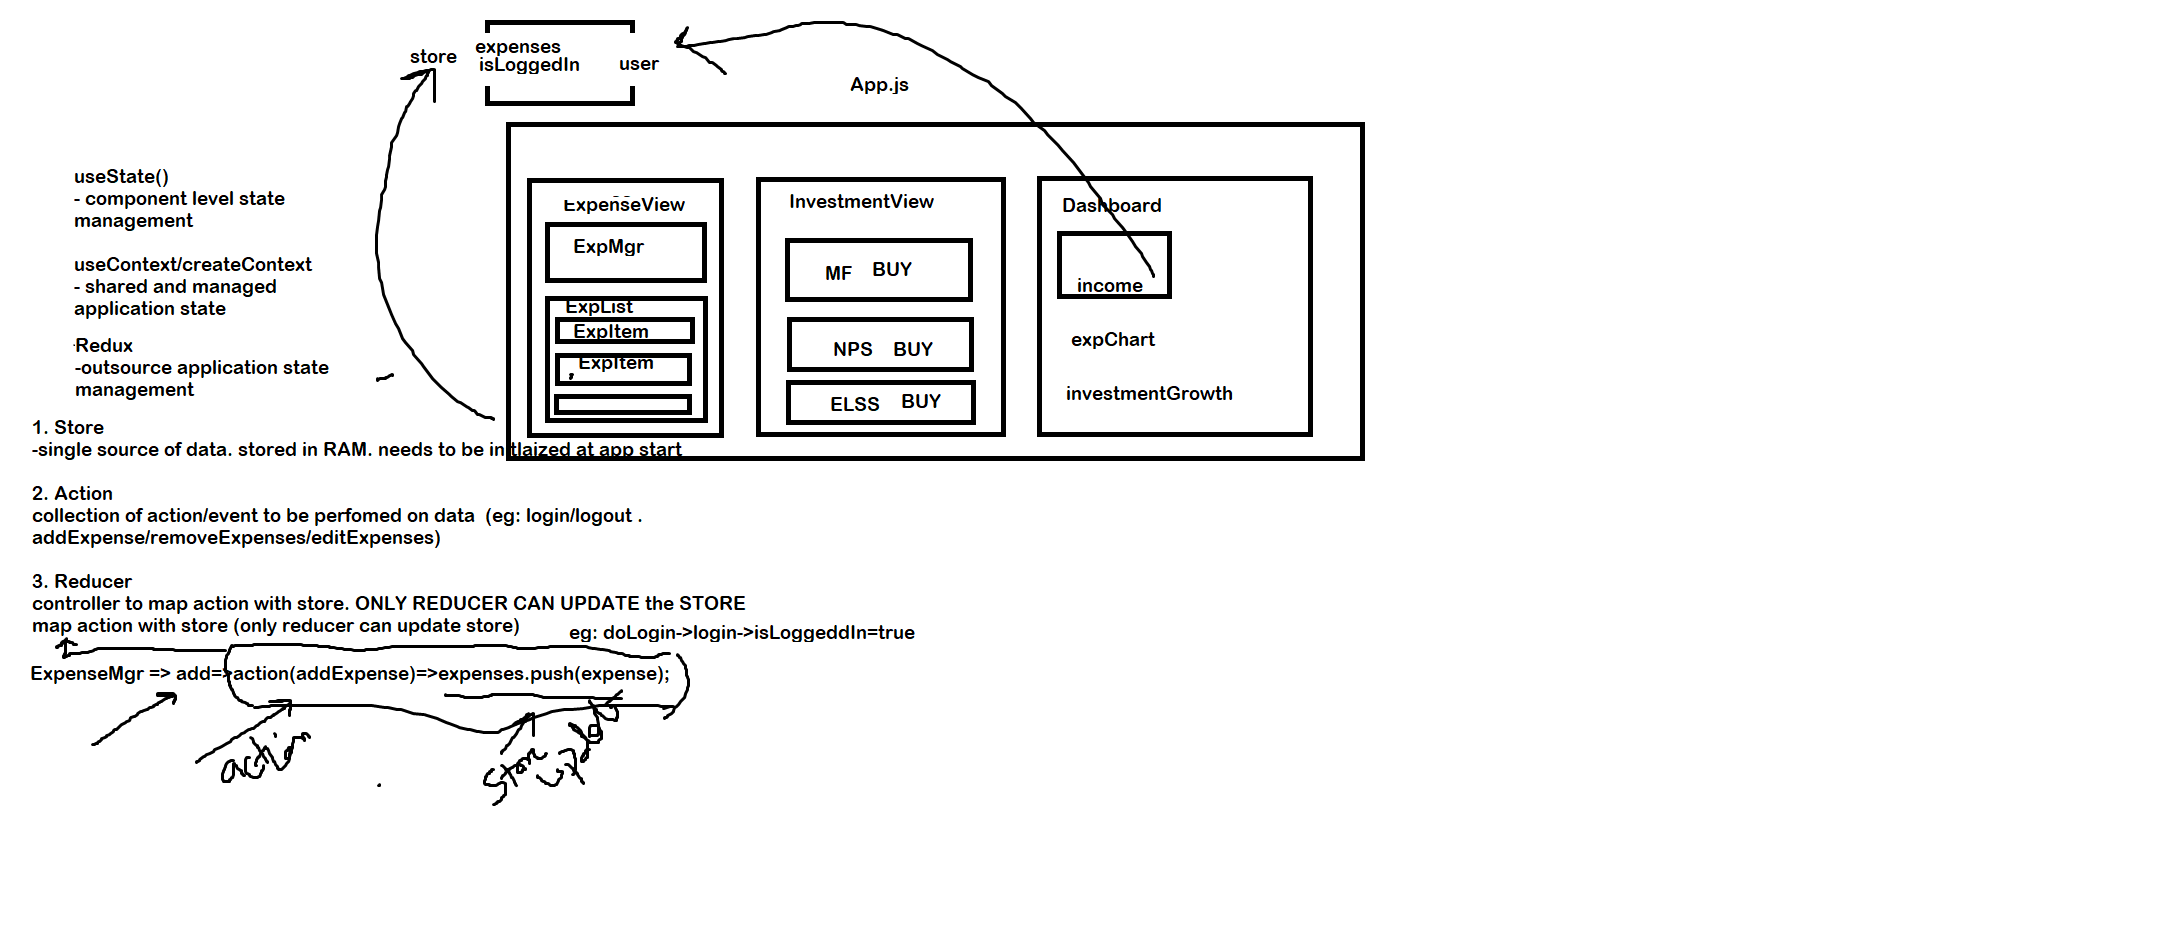 store
expenses
isLoggedIn
user
App.js
useState()
- component level state
management
useContext/createContext
- shared and managed
application state
Redux
-outsource application state
management
ExpenseView
ExpMgr
ExpList
ExpItem
ExpItem
InvestmentView
MF BUY
NPS BUY
ELSS BUY
Dashboard
income
expChart
investmentGrowth
1. Store
-single source of data. stored in RAM. needs to be intlaized at app start
2. Action
collection of action/event to be perfomed on data (eg: login/logout .
addExpense/removeExpenses/editExpenses)
3. Reducer
controller to map action with store. ONLY REDUCER CAN UPDATE the STORE
map action with store (only reducer can update store)
eg: doLogin->login->isLoggeddIn=true
ExpenseMgr => add=>action(addExpense)=>expenses.push(expense);
action